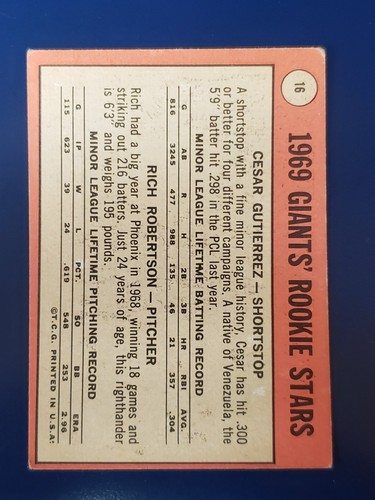 16
1969 GIANTS' ROOKIE STARS
CESAR GUTIERREZ — SHORTSTOP
A shortstop with a fine minor league history, Cesar has hit .300
or better for four different campaigns. A native of Venezuela, the
5'9" batter hit .298 in the PCL last year.
MINOR LEAGUE LIFETIME BATTING RECORD
G AB R H 2B 3B HR RBI AVG.
816 3245 477 988 135 46 21 357 .304
RICH ROBERTSON — PITCHER
Rich had a big year at Phoenix in 1968, winning 18 games and
striking out 216 batters. Just 24 years of age, this righthander
is 6'3" and weighs 195 pounds.
MINOR LEAGUE LIFETIME PITCHING RECORD
G IP W L PCT. SO BB ERA
115 623 39 24 .619 548 253 2.96
©T.C.G. PRINTED IN U.S.A.